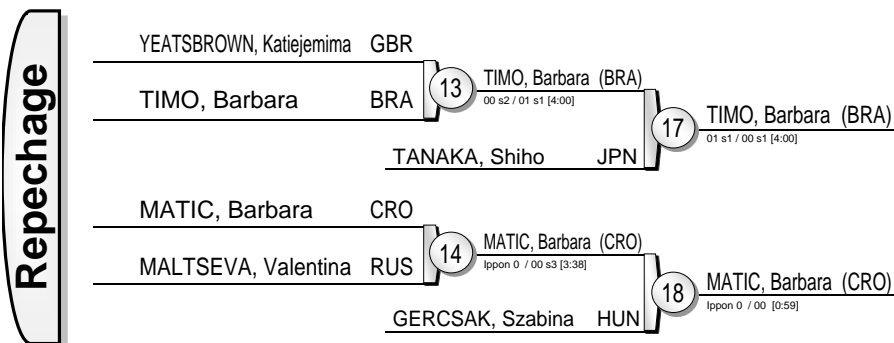 Repechage
YEATSBROWN, Katiejemima GBR
TIMO, Barbara BRA
13
TIMO, Barbara (BRA)
00 s2 / 01 s1 [4:00]
TANAKA, Shiho JPN
17
TIMO, Barbara (BRA)
01 s1 / 00 s1 [4:00]
MATIC, Barbara CRO
MALTSEVA, Valentina RUS
14
MATIC, Barbara (CRO)
Ippon 0 / 00 s3 [3:38]
GERCSAK, Szabina HUN
18
MATIC, Barbara (CRO)
Ippon 0 / 00 [0:59]